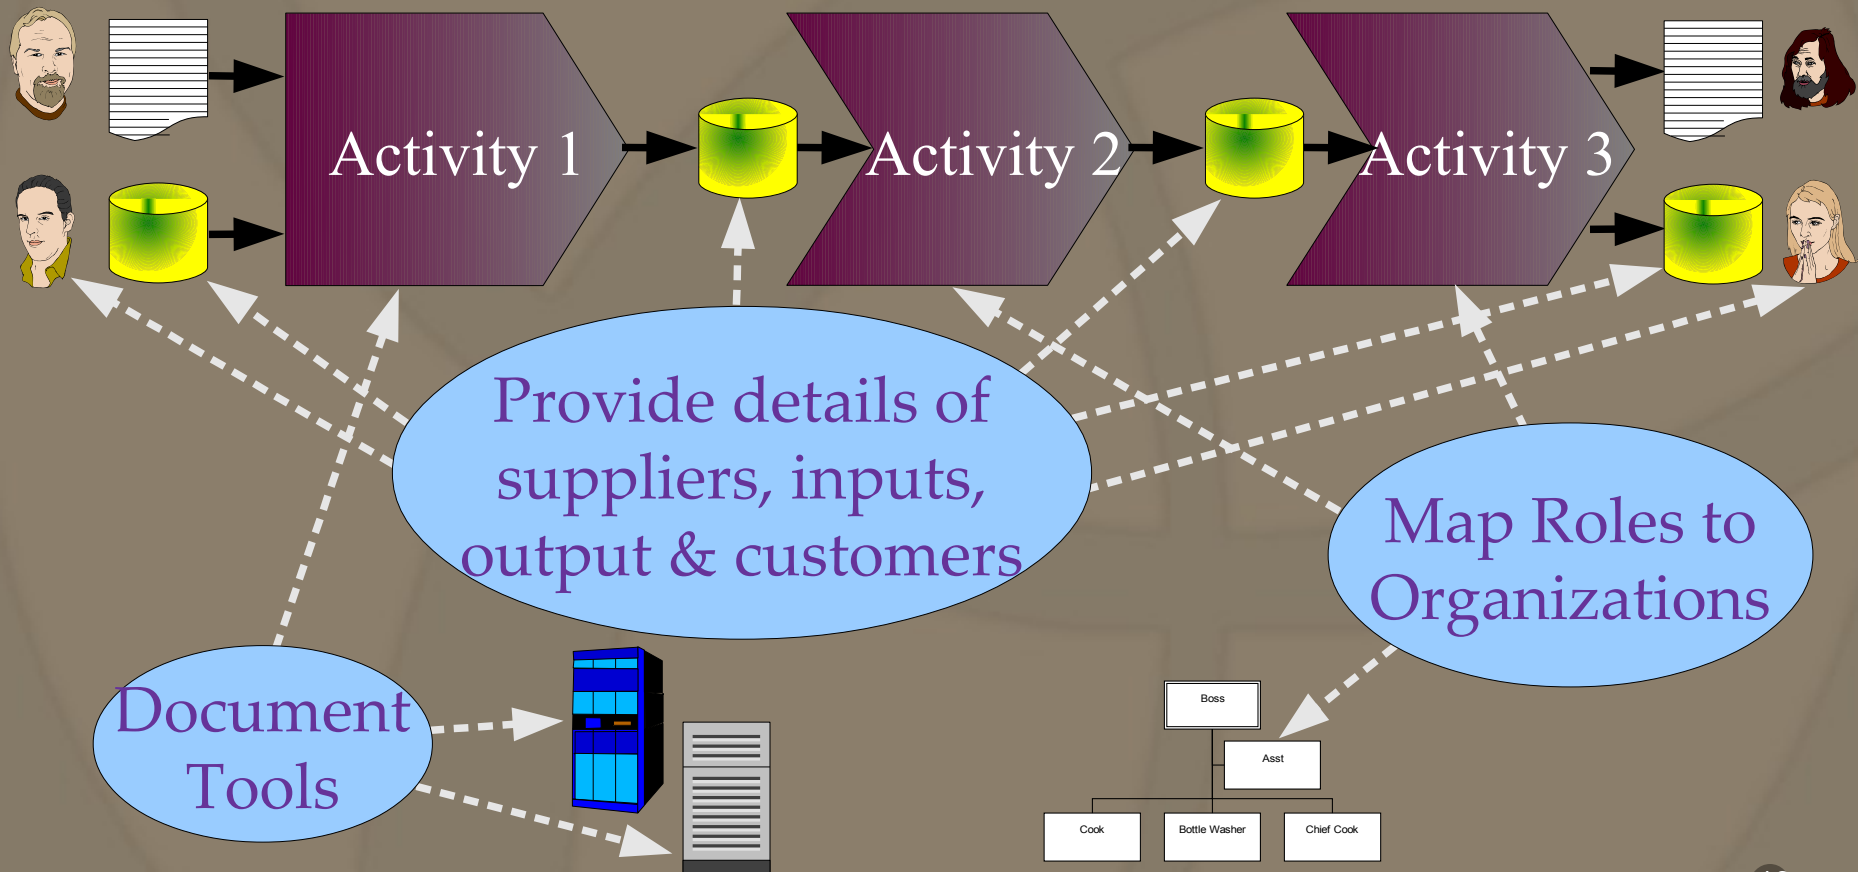 Activity 1
Activity 2
Activity 3
Provide details of
suppliers, inputs,
output & customers
Map Roles to
Organizations
Document
Tools
Boss
Asst
Cook
Bottle Washer
Chief Cook